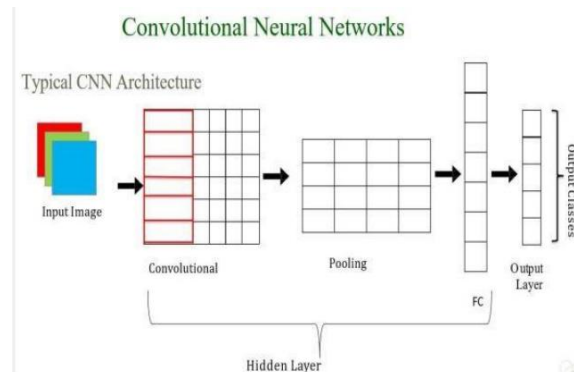 Convolutional Neural Networks
Typical CNN Architecture
Input Image
Convolutional
Pooling
FC
Output
Layer
Output Classes
Hidden Layer